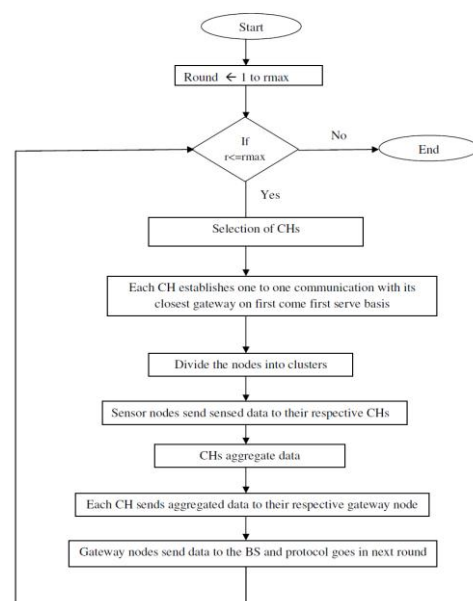 Start
Round ← 1 to rmax
If
r<=rmax
No
End
Yes
Selection of CHs
Each CH establishes one to one communication with its
closest gateway on first come first serve basis
Divide the nodes into clusters
Sensor nodes send sensed data to their respective CHs
CHs aggregate data
Each CH sends aggregated data to their respective gateway node
Gateway nodes send data to the BS and protocol goes in next round